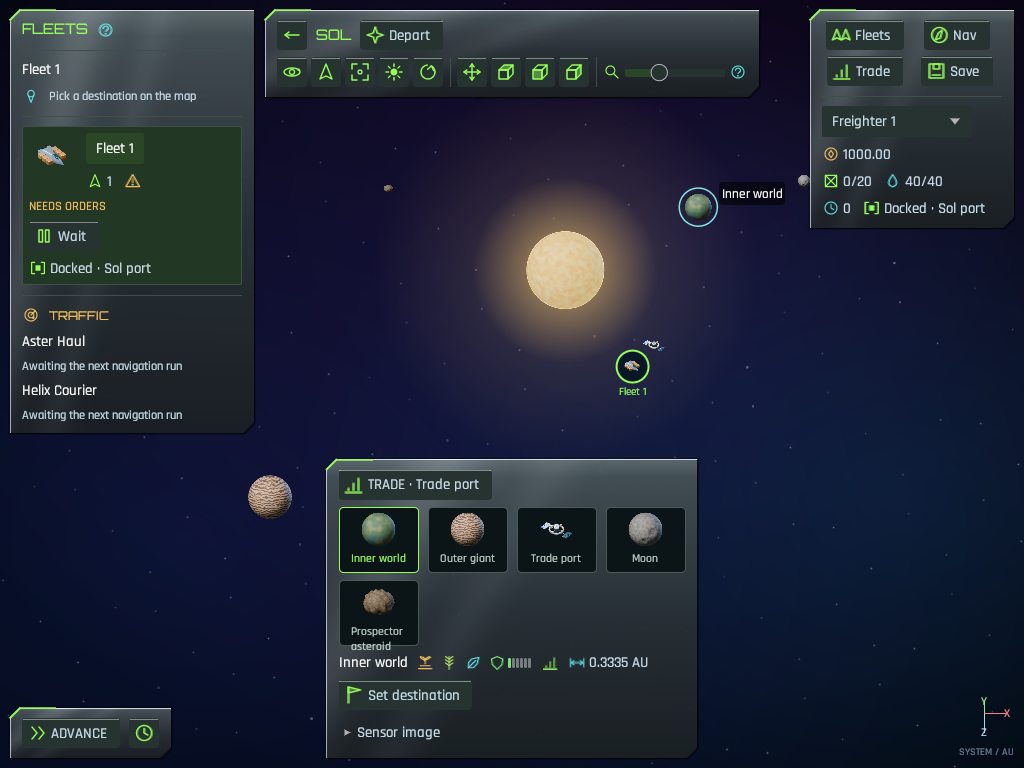 FLEETS
Fleet 1
Pick a destination on the map
Fleet 1
1
NEEDS ORDERS
Wait
Docked · Sol port
TRAFFIC
Aster Haul
Awaiting the next navigation run
Helix Courier
Awaiting the next navigation run
SOL
Depart
Fleets
Nav
Trade
Save
Freighter 1
1000.00
0/20
40/40
0
Docked · Sol port
Inner world
Fleet 1
TRADE · Trade port
Inner world
Outer giant
Trade port
Moon
Prospector
asteroid
Inner world
0.3335 AU
Set destination
Sensor image
ADVANCE
Y
X
Z
SYSTEM / AU